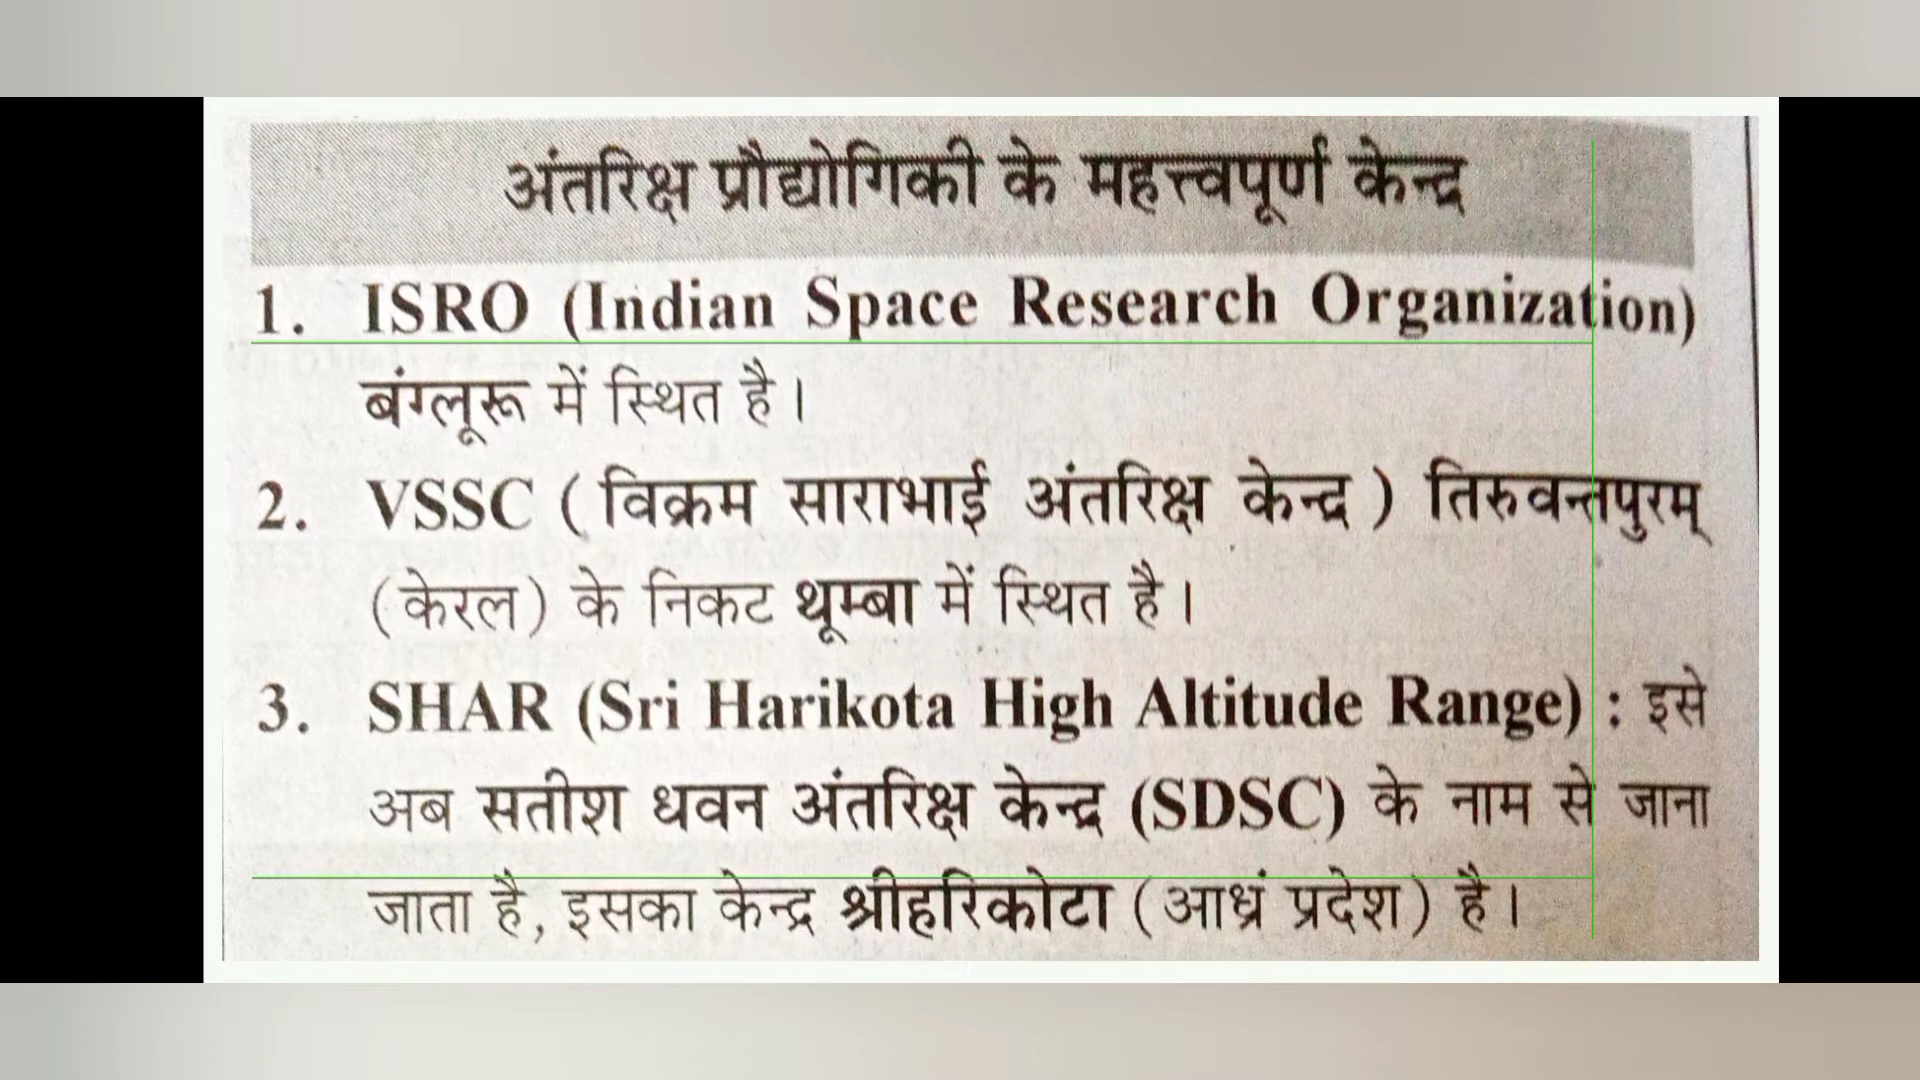 अंतरिक्ष प्रौद्योगिकी के महत्त्वपूर्ण केन्द्र
1. ISRO (Indian Space Research Organization)
बंग्लूरू में स्थित है।
2. VSSC (विक्रम साराभाई अंतरिक्ष केन्द्र) तिरुवन्तपुरम्
(केरल) के निकट थूम्बा में स्थित है।
3. SHAR (Sri Harikota High Altitude Range) : इसे
अब सतीश धवन अंतरिक्ष केन्द्र (SDSC) के नाम से जाना
जाता है, इसका केन्द्र श्रीहरिकोटा (आध्रं प्रदेश) है।